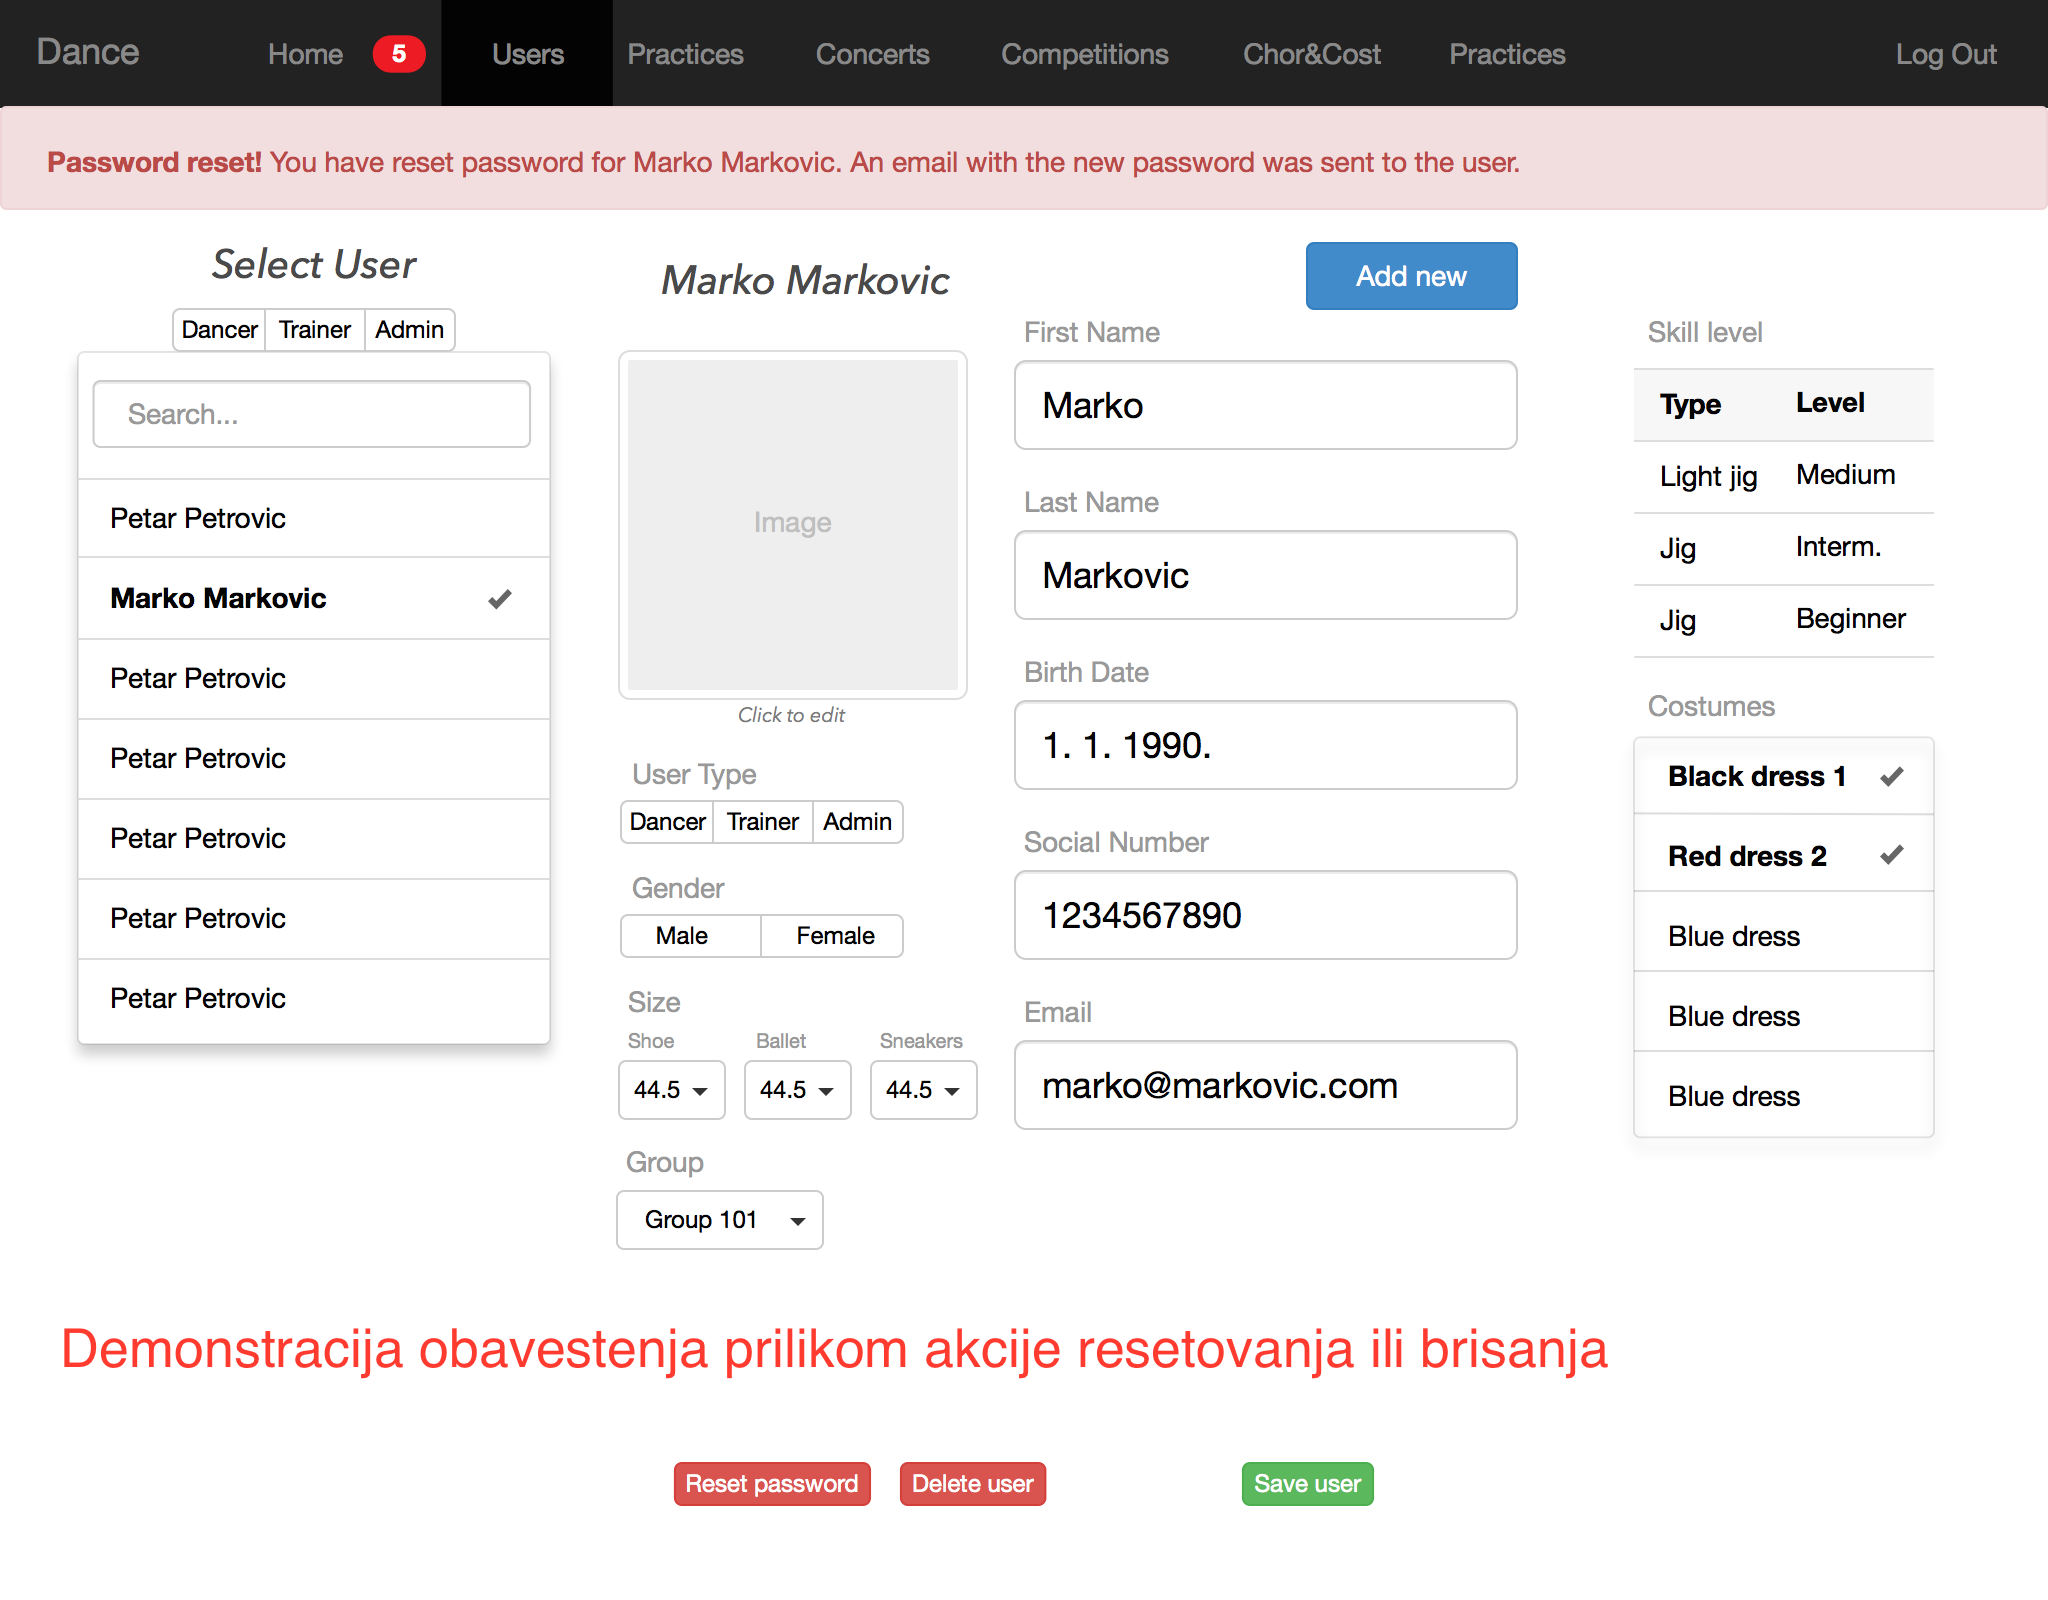 Dance Home 5 Users Practices Concerts Competitions Chor&Cost Practices Log Out
Password reset! You have reset password for Marko Markovic. An email with the new password was sent to the user.
Select User
Dancer Trainer Admin
Search...
Petar Petrovic
Marko Markovic
Petar Petrovic
Petar Petrovic
Petar Petrovic
Petar Petrovic
Petar Petrovic
Marko Markovic
Image
Click to edit
User Type
Dancer Trainer Admin
Gender
Male Female
Size
Shoe Ballet Sneakers
44.5 44.5 44.5
Group
Group 101
Add new
First Name
Marko
Last Name
Markovic
Birth Date
1. 1. 1990.
Social Number
1234567890
Email
marko@markovic.com
Skill level
Type Level
Light jig Medium
Jig Interm.
Jig Beginner
Costumes
Black dress 1
Red dress 2
Blue dress
Blue dress
Blue dress
Demonstracija obavestenja prilikom akcije resetovanja ili brisanja
Reset password Delete user Save user